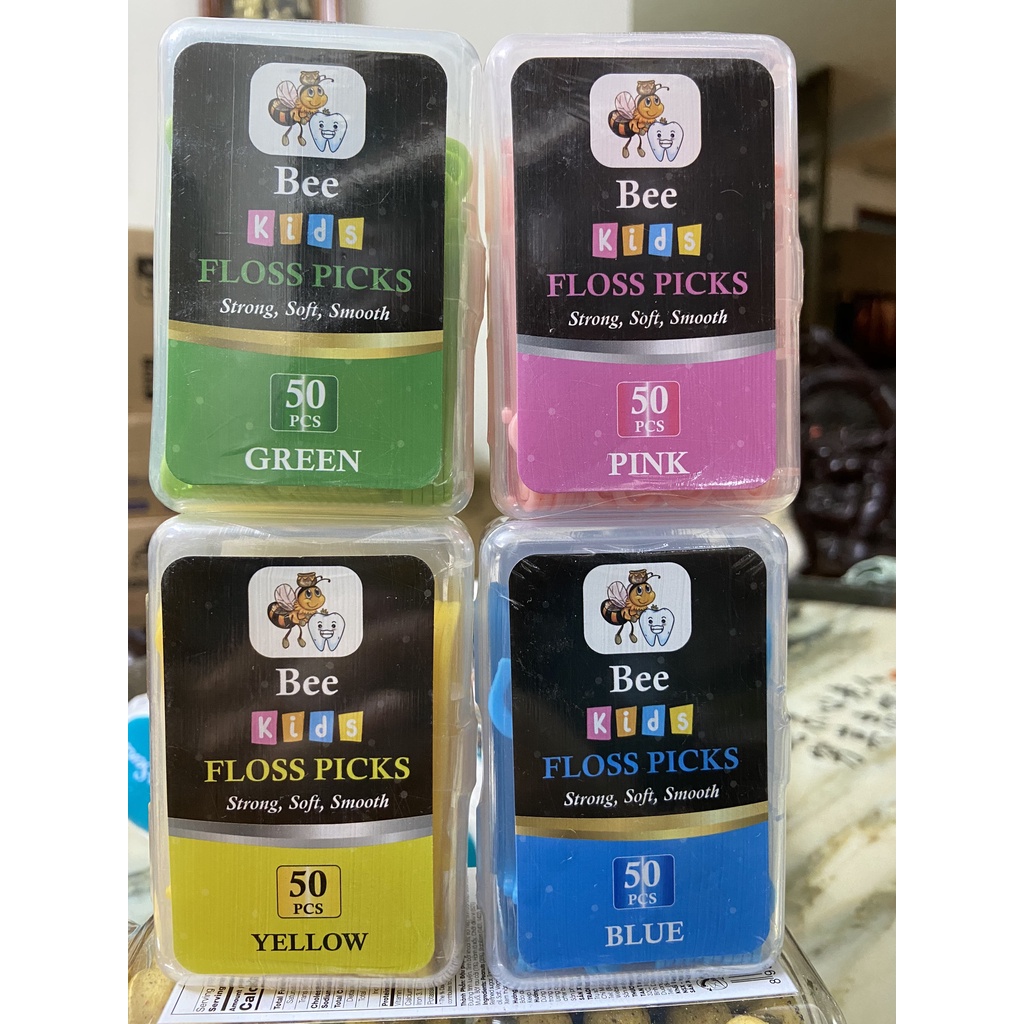 Bee
Kids
FLOSS PICKS
Strong, Soft, Smooth
50
PCS
GREEN
Bee
Kids
FLOSS PICKS
Strong, Soft, Smooth
50
PCS
PINK
Bee
Kids
FLOSS PICKS
Strong, Soft, Smooth
50
PCS
YELLOW
Bee
Kids
FLOSS PICKS
Strong, Soft, Smooth
50
PCS
BLUE